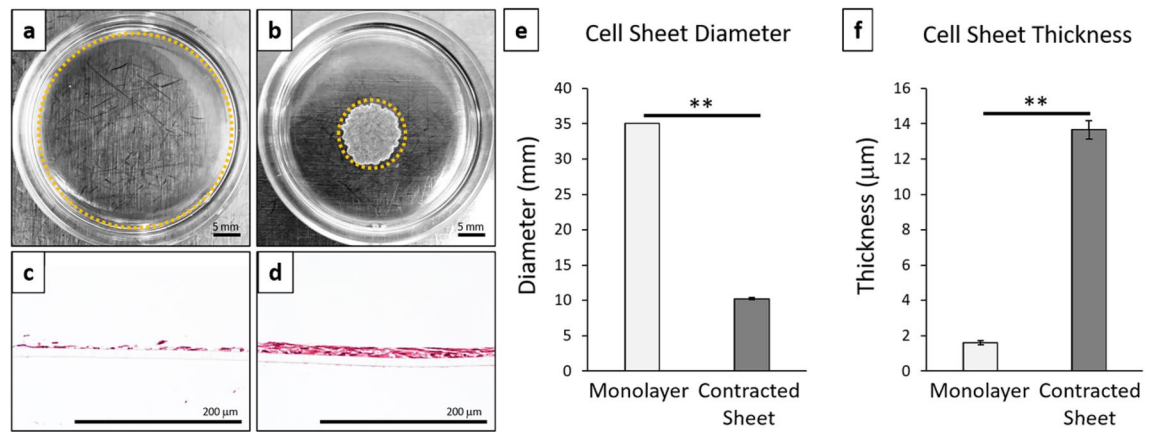 a
5 mm
b
5 mm
c
200 μm
d
200 μm
e
Cell Sheet Diameter
**
Diameter (mm)
40
35
30
25
20
15
10
5
0
Monolayer
Contracted
Sheet
f
Cell Sheet Thickness
**
Thickness (μm)
16
14
12
10
8
6
4
2
0
Monolayer
Contracted
Sheet